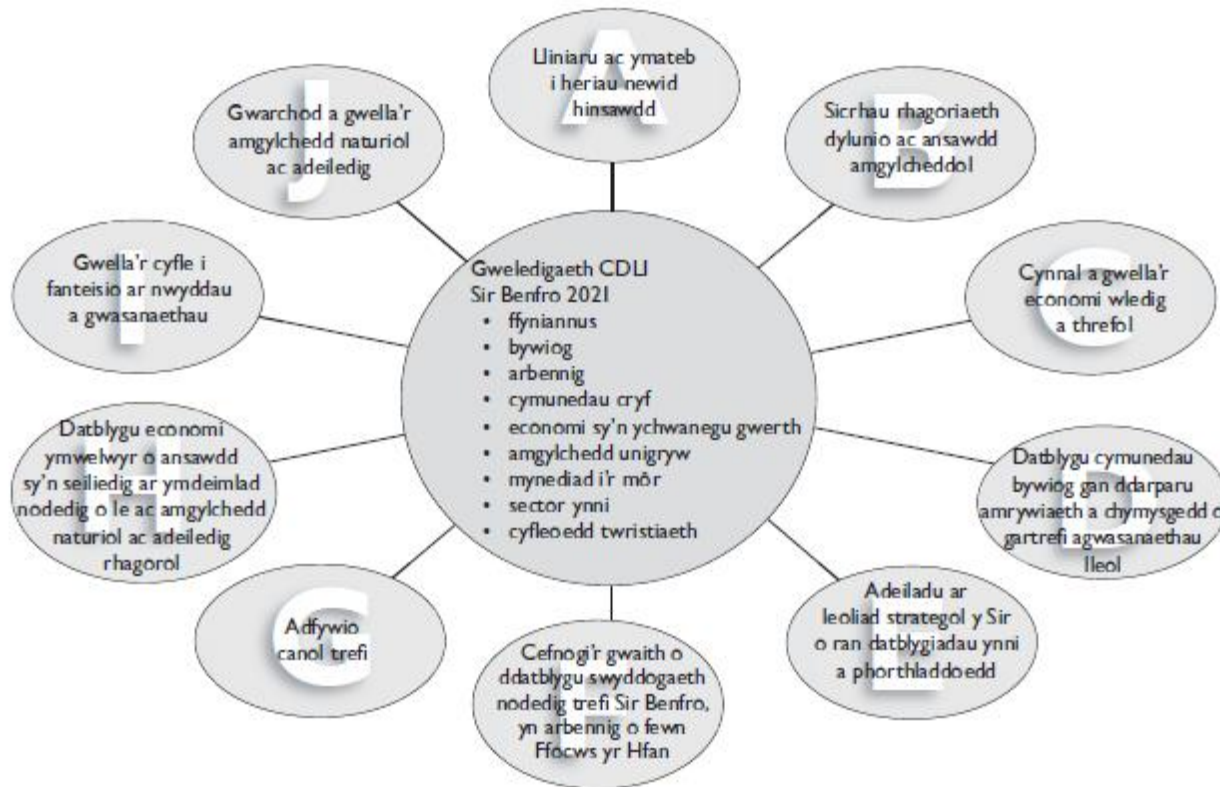 A
Lliniaru ac ymateb
i heriau newid
hinsawdd
B
Sicrhau rhagoriaeth
dylunio ac ansawdd
amgylcheddol
C
Cynnal a gwella'r
economi wledig
a threfol
D
Datblygu cymunedau
bywiog gan ddarparu
amrywiaeth a chymysgedd o
gartrefi agwasanaethau
lleol
E
Adeiladu ar
leoliad strategol y Sir
o ran datblygiadau ynni
a phorthladdoedd
F
Cefnogi'r gwaith o
ddatblygu swyddogaeth
nodedig trefi Sir Benfro,
yn arbennig o fewn
Ffocws yr Hfan
G
Adfywio
canol trefi
H
Datblygu economi
ymwelwyr o ansawdd
sy'n seiliedig ar ymdeimlad
nodedig o le ac amgylchedd
naturiol ac adeiledig
rhagorol
I
Gwella'r cyfle i
fanteisio ar nwyddau
a gwasanaethau
J
Gwarchod a gwella'r
amgylchedd naturiol
ac adeiledig
Gweledigaeth CDLl
Sir Benfro 2021
• ffyniannus
• bywiog
• arbennig
• cymunedau cryf
• economi sy'n ychwanegu gwerth
• amgylchedd unigryw
• mynediad i'r môr
• sector ynni
• cyfleoedd twristiaeth